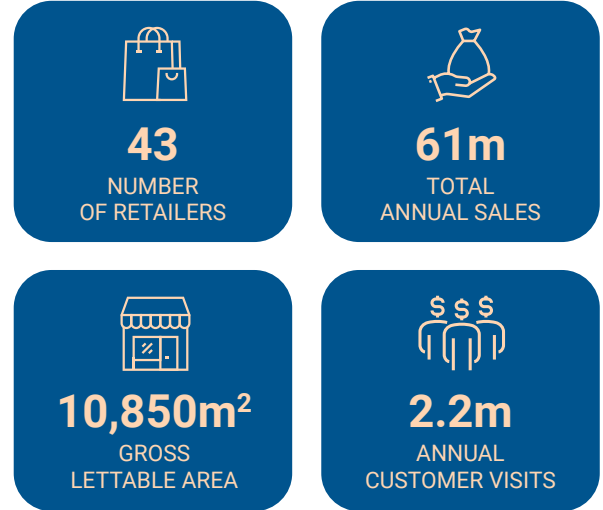 43
NUMBER
OF RETAILERS
61m
TOTAL
ANNUAL SALES
10,850m²
GROSS
LETTABLE AREA
$ $ $
2.2m
ANNUAL
CUSTOMER VISITS